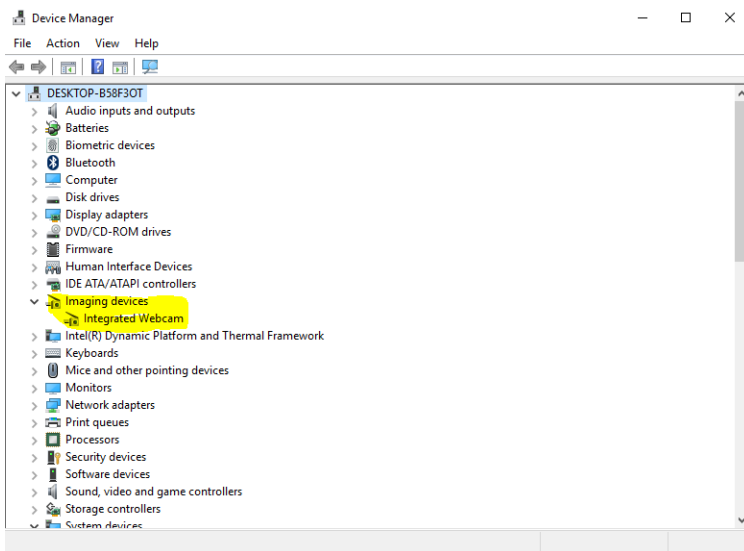 Device Manager
File Action View Help
DESKTOP-B58F3OT
Audio inputs and outputs
Batteries
Biometric devices
Bluetooth
Computer
Disk drives
Display adapters
DVD/CD-ROM drives
Firmware
Human Interface Devices
IDE ATA/ATAPI controllers
Imaging devices
Integrated Webcam
Intel(R) Dynamic Platform and Thermal Framework
Keyboards
Mice and other pointing devices
Monitors
Network adapters
Print queues
Processors
Security devices
Software devices
Sound, video and game controllers
Storage controllers
System devices